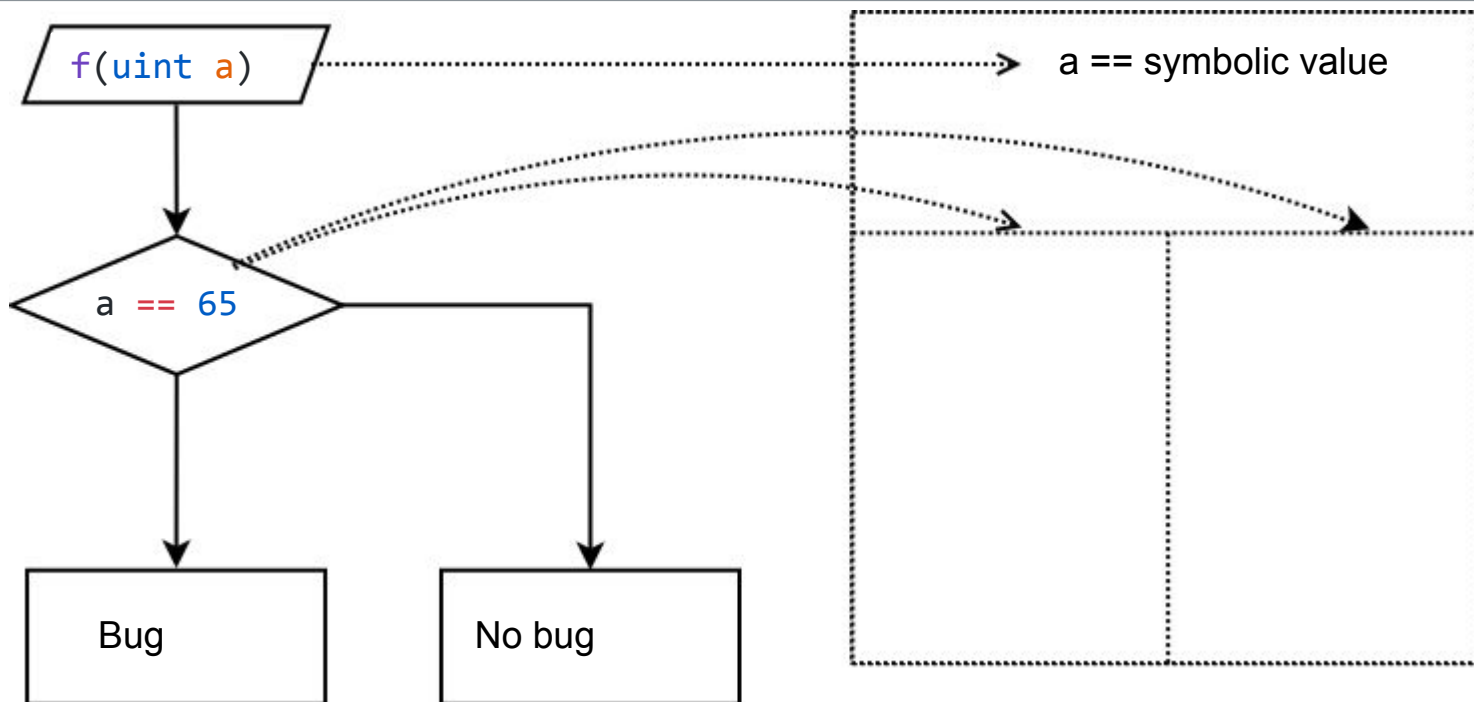 f(uint a)
a == symbolic value
a == 65
Bug
No bug